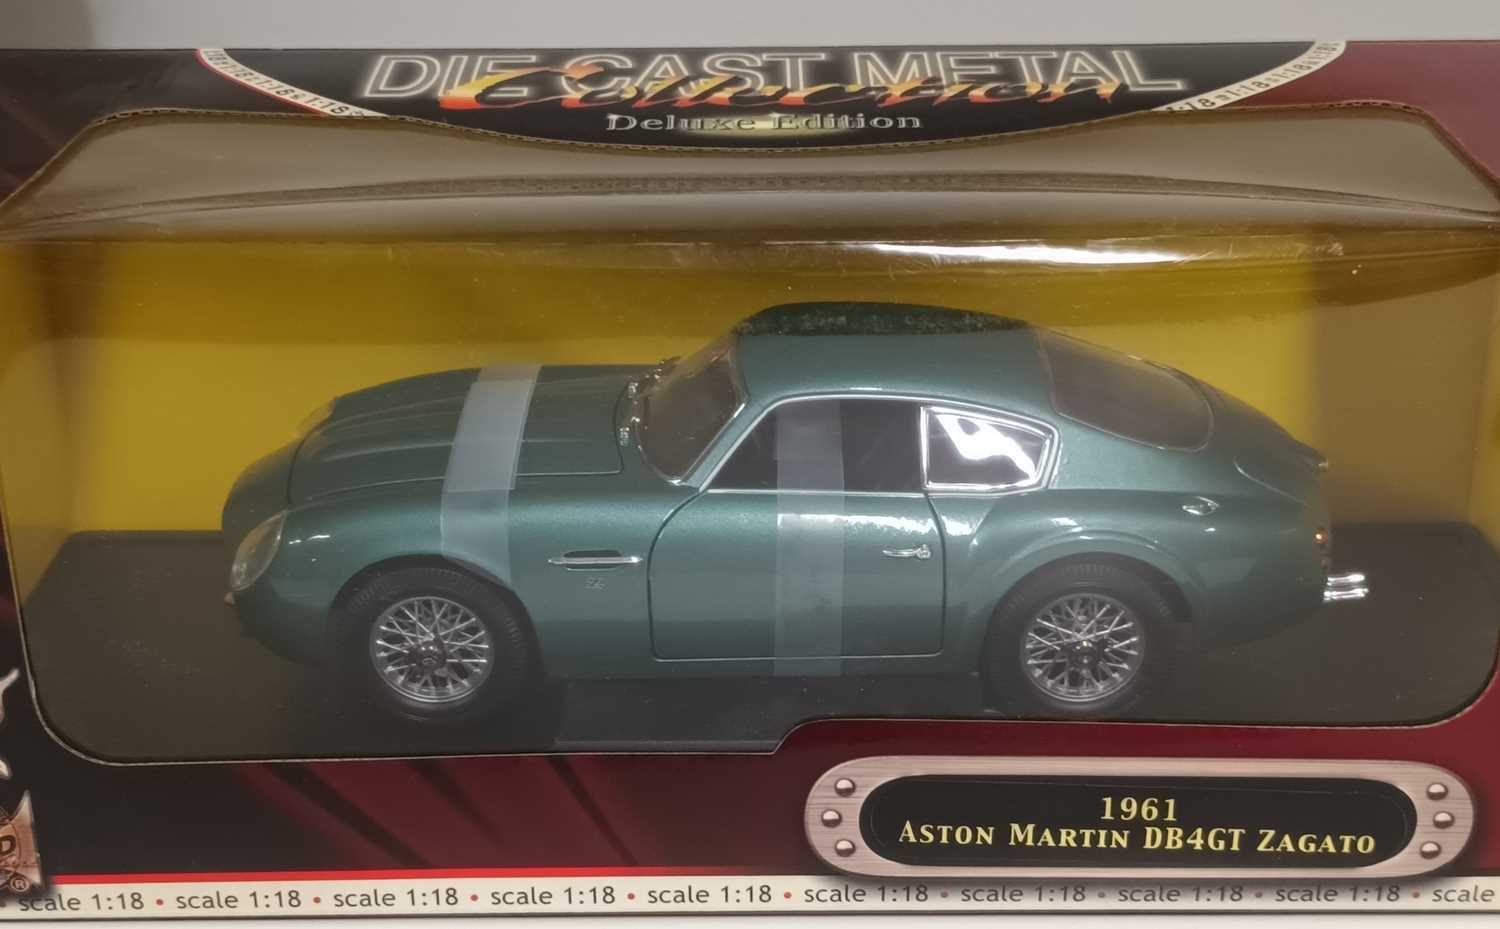 DIE CAST METAL
Collection
Deluxe Edition
1961
ASTON MARTIN DB4GT ZAGATO
scale 1:18 • scale 1:18 • scale 1:18 • scale 1:18 • scale 1:18 • scale 1:18 • scale 1:18 • scale 1:18 • scale 1:18 • scale